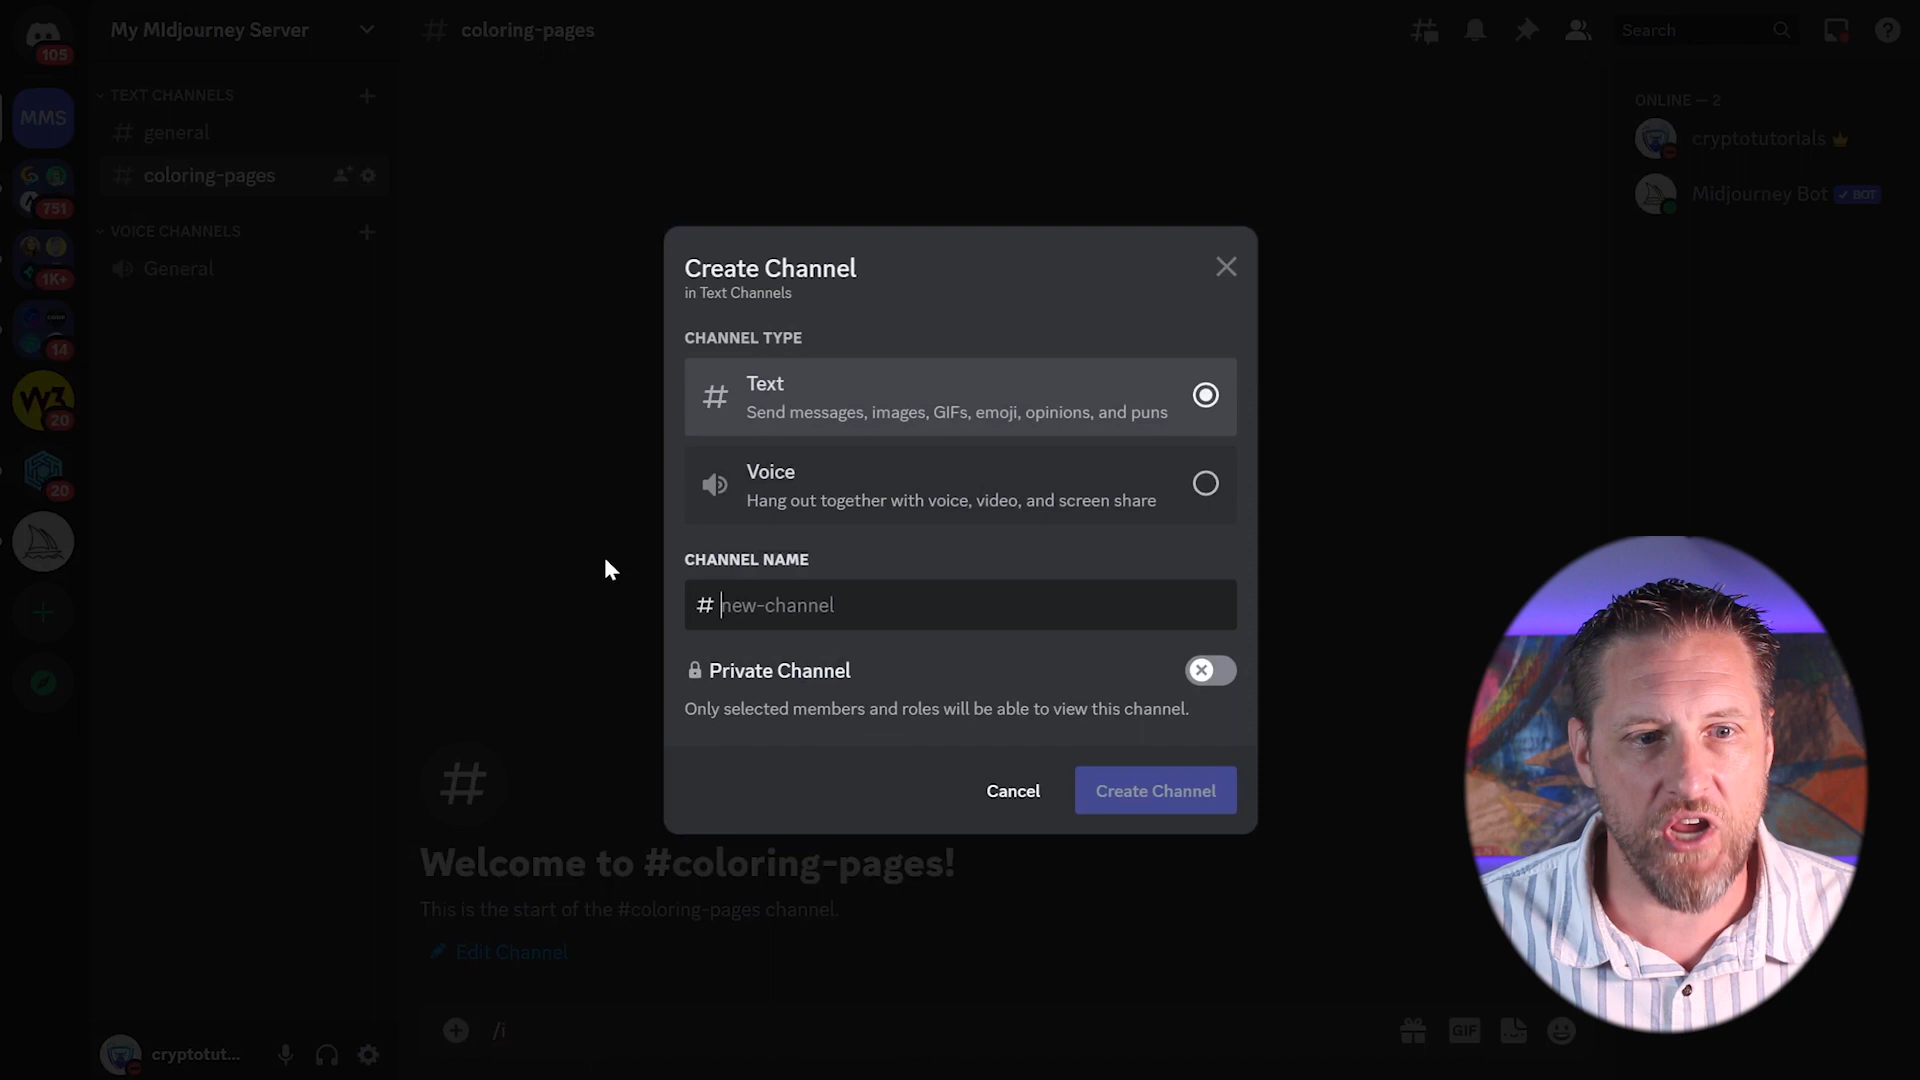 105
MMS
751
1K+
14
W3
20
20
My MIdjourney Server
TEXT CHANNELS
general
coloring-pages
VOICE CHANNELS
General
cryptotut...
coloring-pages
Search
Create Channel
in Text Channels
CHANNEL TYPE
Text
Send messages, images, GIFs, emoji, opinions, and puns
Voice
Hang out together with voice, video, and screen share
CHANNEL NAME
# new-channel
Private Channel
Only selected members and roles will be able to view this channel.
Cancel
Create Channel
Welcome to #coloring-pages!
This is the start of the #coloring-pages channel.
Edit Channel
/i
GIF
ONLINE — 2
cryptotutorials
Midjourney Bot ✓ BOT